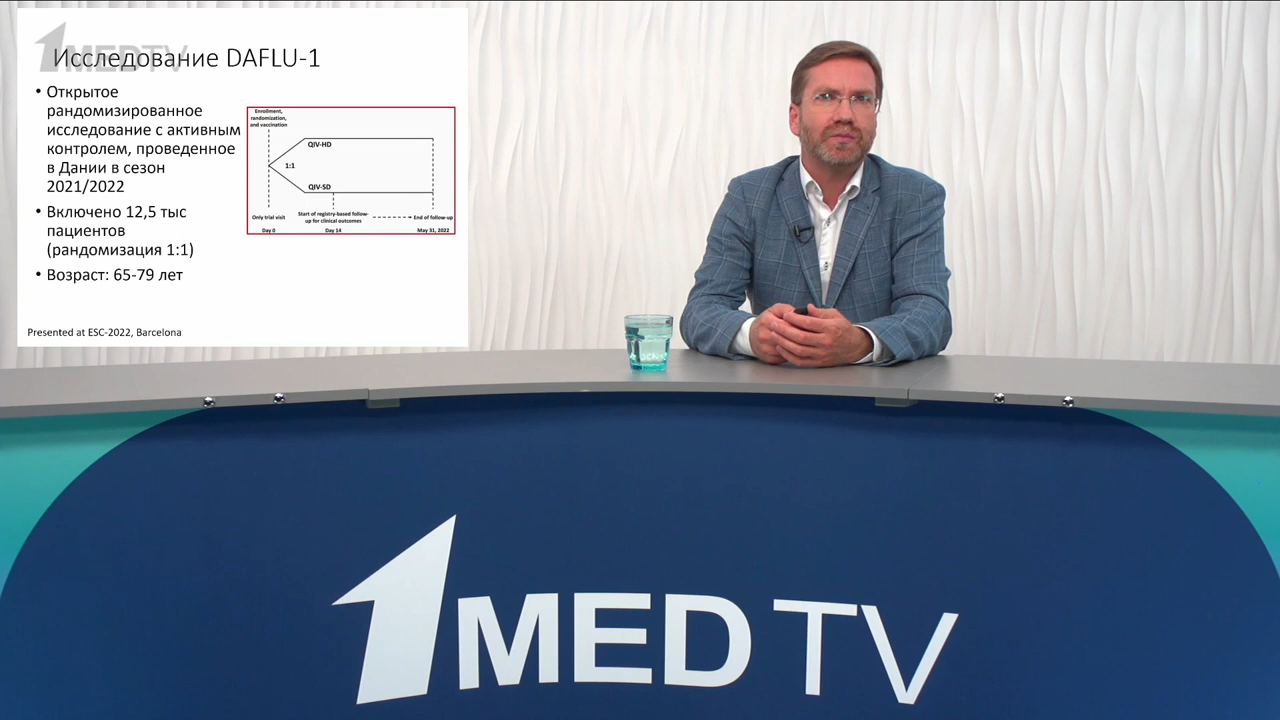 1MEDTV
Исследование DAFLU-1
• Открытое
рандомизированное
исследование с активным
контролем, проведенное
в Дании в сезон
2021/2022
• Включено 12,5 тыс
пациентов
(рандомизация 1:1)
• Возраст: 65-79 лет
Enrollment,
randomization,
and vaccination
QIV-HD
1:1
QIV-SD
Only trial visit
Start of registry-based follow-
up for clinical outcomes
End of follow-up
Day 0
Day 14
May 31, 2022
Presented at ESC-2022, Barcelona
1MED TV